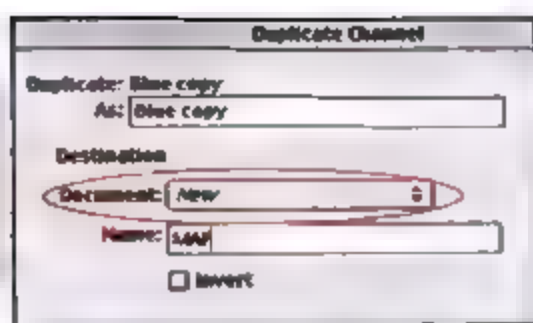 Duplicate Channel
Duplicate: Blue copy
As: Blue copy
Destination
Document: New
Name:
Invert